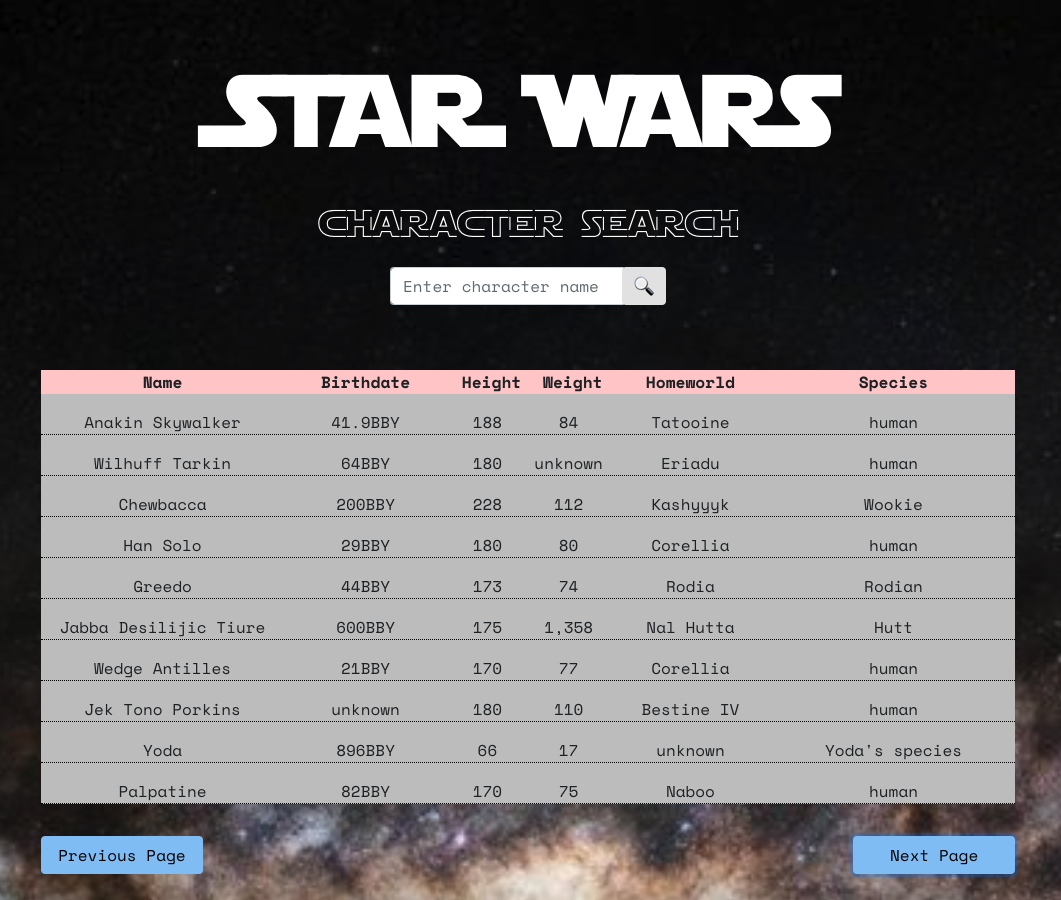 STAR WARS
CHARACTER SEARCH
Enter character name
Name Birthdate Height Weight Homeworld Species
Anakin Skywalker 41.9BBY 188 84 Tatooine human
Wilhuff Tarkin 64BBY 180 unknown Eriadu human
Chewbacca 200BBY 228 112 Kashyyyk Wookie
Han Solo 29BBY 180 80 Corellia human
Greedo 44BBY 173 74 Rodia Rodian
Jabba Desilijic Tiure 600BBY 175 1,358 Nal Hutta Hutt
Wedge Antilles 21BBY 170 77 Corellia human
Jek Tono Porkins unknown 180 110 Bestine IV human
Yoda 896BBY 66 17 unknown Yoda's species
Palpatine 82BBY 170 75 Naboo human
Previous Page Next Page